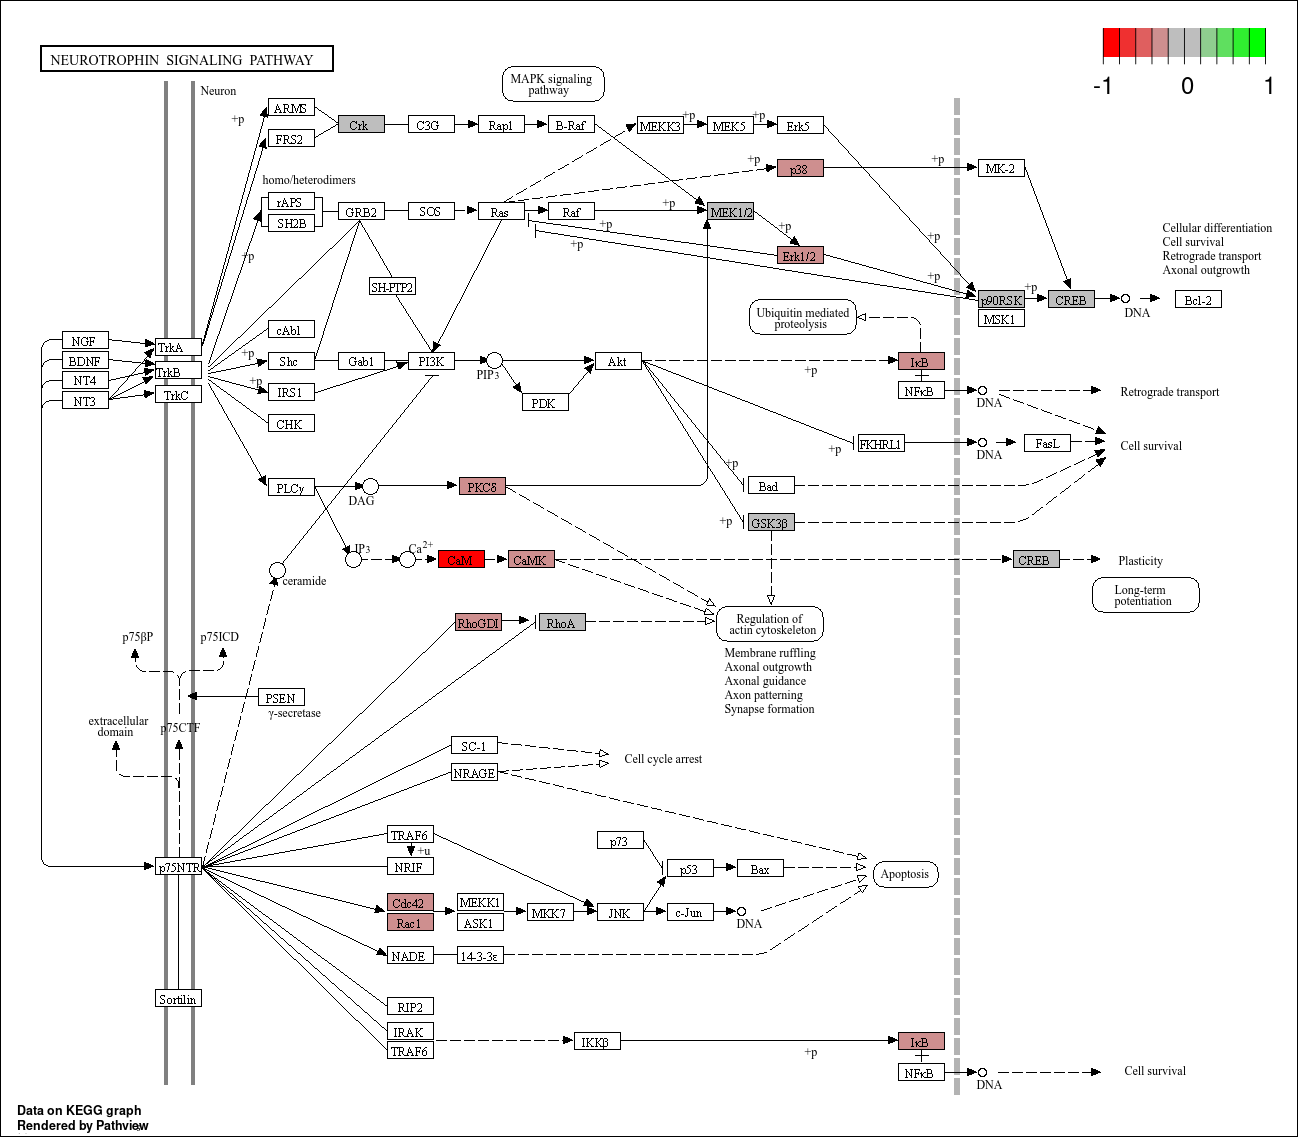 NEUROTROPHIN SIGNALING PATHWAY
-1 0 1
Neuron
MAPK signaling
pathway
+p
ARMS
FRS2
Crk
C3G
Rap1
B-Raf
MEKK3
+p
MEK5
+p
Erk5
homo/heterodimers
rAPS
SH2B
+p
GRB2
SOS
Ras
Raf
+p
MEK1/2
+p
p38
+p
MK-2
+p
Erk1/2
+p
+p
+p
+p
p90RSK
MSK1
+p
CREB
DNA
Bcl-2
Cellular differentiation
Cell survival
Retrograde transport
Axonal outgrowth
SH-PTP2
Ubiquitin mediated
proteolysis
NGF
BDNF
NT4
NT3
TrkA
TrkB
TrkC
cAbl
+p
Shc
+p
IRS1
CHK
Gab1
PI3K
PIP3
PDK
Akt
+p
IκB
NFκB
DNA
Retrograde transport
+p
FKHRL1
DNA
FasL
Cell survival
+p
Bad
+p
GSK3β
PLCγ
DAG
PKCδ
IP3
Ca2+
CaM
CaMK
CREB
Plasticity
Long-term
potentiation
ceramide
RhoGDI
RhoA
Regulation of
actin cytoskeleton
Membrane ruffling
Axonal outgrowth
Axonal guidance
Axon patterning
Synapse formation
p75βP
p75ICD
PSEN
γ-secretase
extracellular
domain
p75CTF
SC-1
NRAGE
Cell cycle arrest
TRAF6
+u
NRIF
p75NTR
p73
p53
Bax
Apoptosis
Cdc42
Rac1
MEKK1
ASK1
MKK7
JNK
c-Jun
DNA
NADE
14-3-3ε
Sortilin
RIP2
IRAK
TRAF6
IKKβ
+p
IκB
NFκB
DNA
Cell survival
Data on KEGG graph
Rendered by Pathview